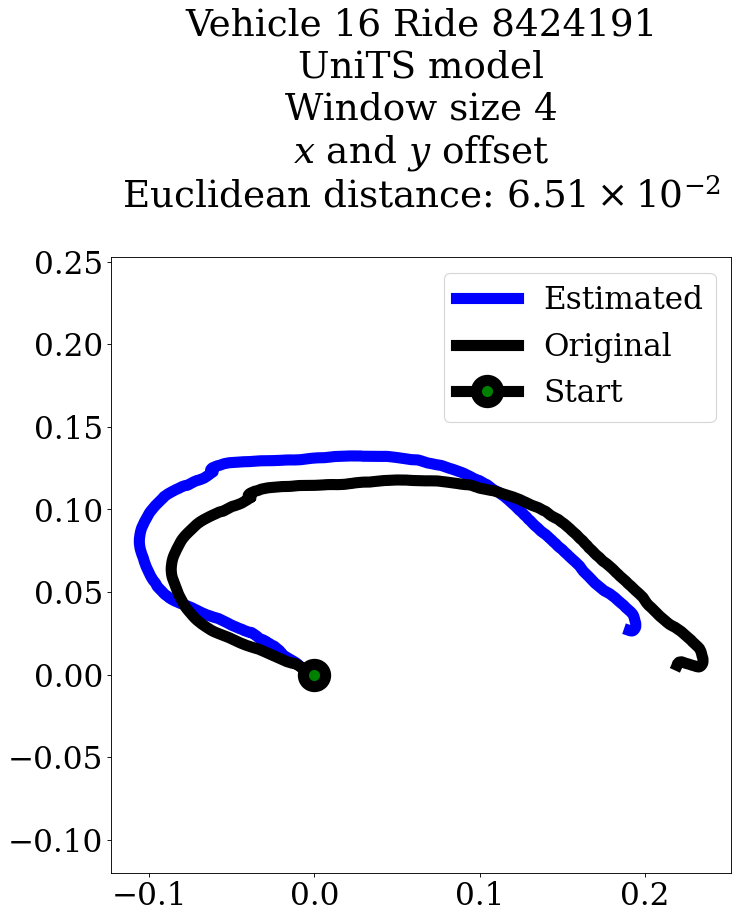 Vehicle 16 Ride 8424191
UniTS model
Window size 4
x and y offset
Euclidean distance: 6.51 × 10⁻²
Estimated
Original
Start
0.25
0.20
0.15
0.10
0.05
0.00
−0.05
−0.10
−0.1
0.0
0.1
0.2